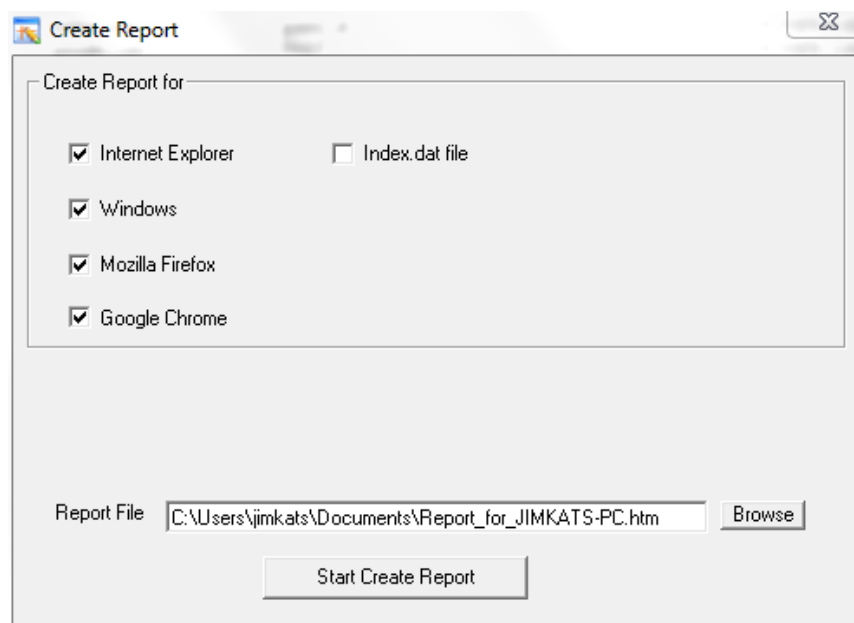 Create Report
Create Report for
Internet Explorer
Index.dat file
Windows
Mozilla Firefox
Google Chrome
Report File
C:\Users\jimkats\Documents\Report_for_JIMKATS-PC.htm
Browse
Start Create Report